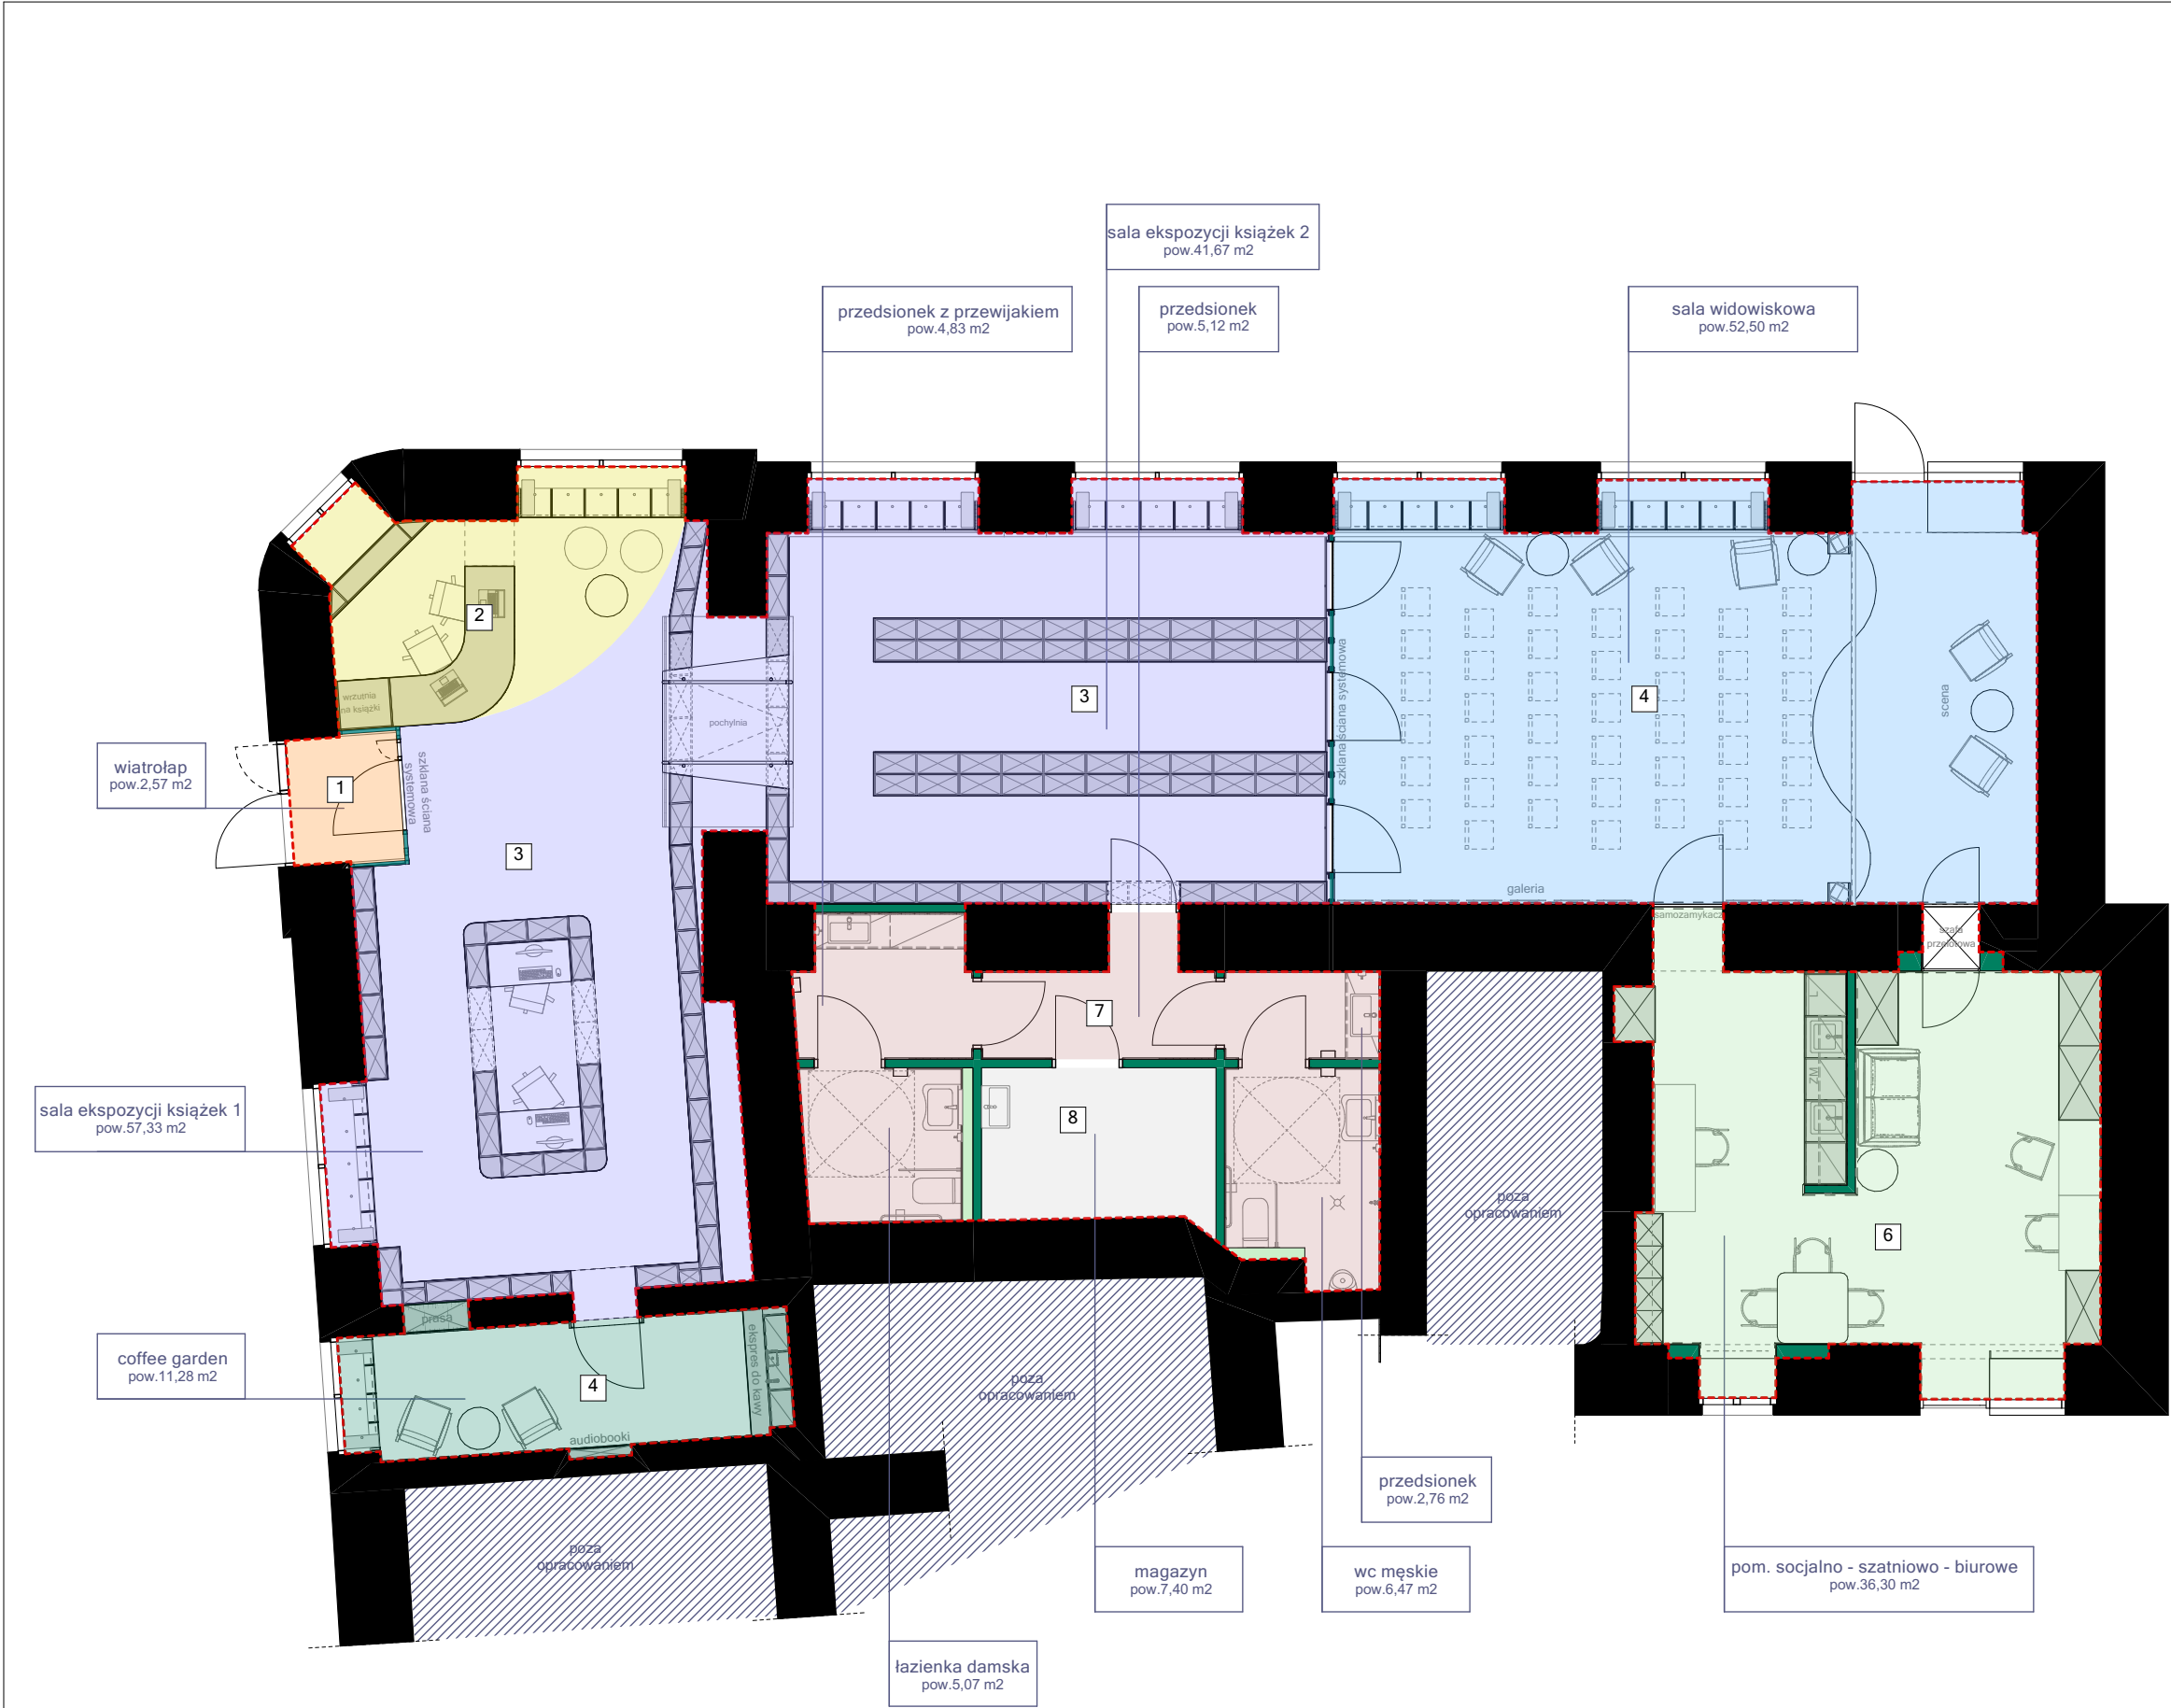 sala ekspozycji książek 2
pow.41,67 m2
przedsionek z przewijakiem
pow.4,83 m2
przedsionek
pow.5,12 m2
sala widowiskowa
pow.52,50 m2
2
wrzutnia
na książki
pochylnia
3
szklana ściana systemowa
4
scena
wiatrołap
pow.2,57 m2
1
szklana ściana
systemowa
3
galeria
samozamykacz
szafa
przelotowa
7
L
ZM
sala ekspozycji książek 1
pow.57,33 m2
8
poza
opracowaniem
6
prasa
coffee garden
pow.11,28 m2
4
ekspres do kawy
audiobooki
poza
opracowaniem
przedsionek
pow.2,76 m2
poza
opracowaniem
magazyn
pow.7,40 m2
wc męskie
pow.6,47 m2
pom. socjalno - szatniowo - biurowe
pow.36,30 m2
łazienka damska
pow.5,07 m2